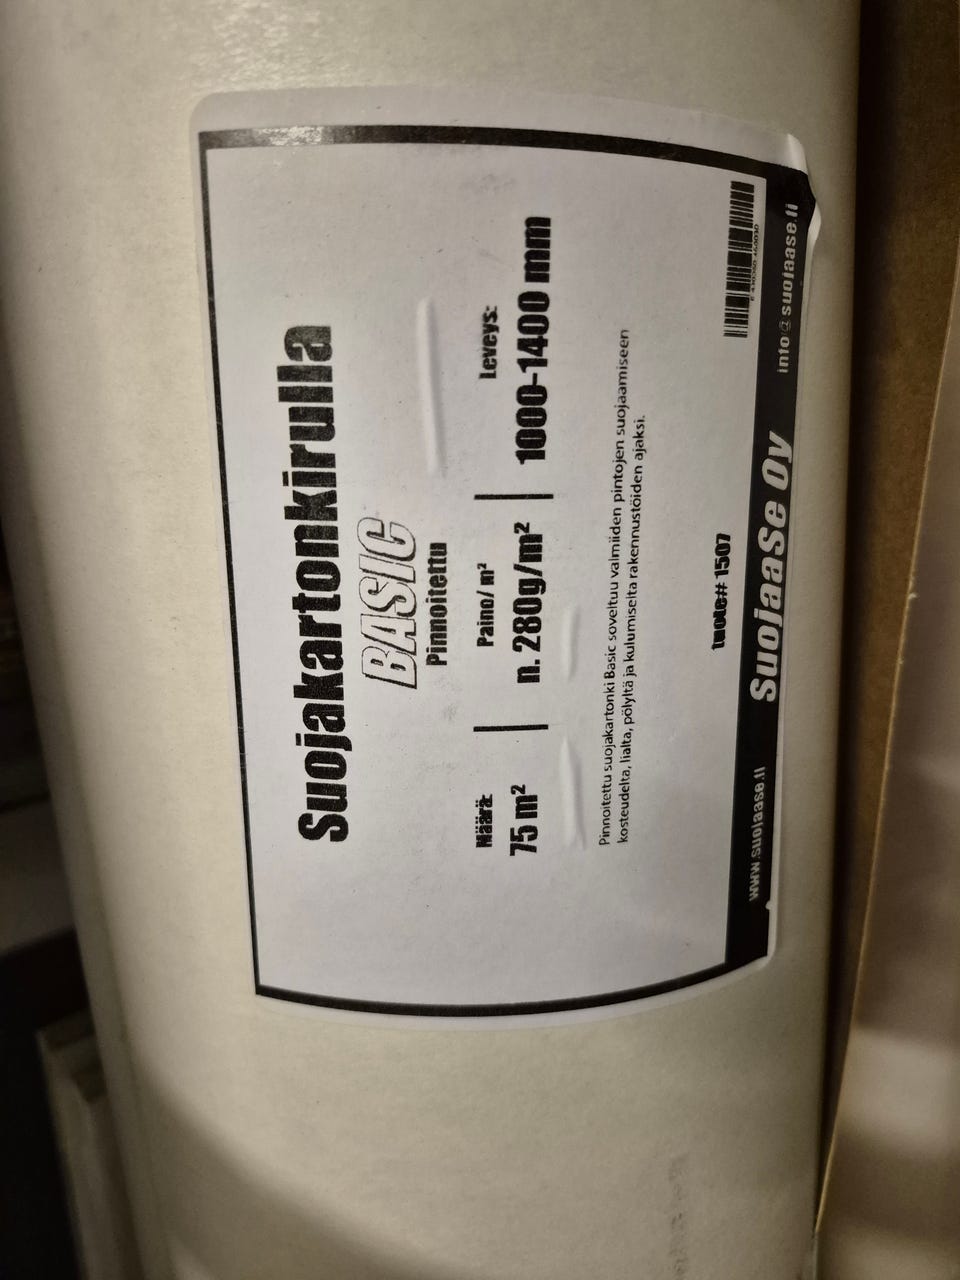 Suojakartonkirulla
BASIC
Pinnoitettu
Määrä: Paino/ m² Leveys:
75 m² | n. 280g/m² | 1000-1400 mm
Pinnoitettu suojakartonki Basic soveltuu valmiiden pintojen suojaamiseen
kosteudelta, lialta, pölyltä ja kulumiselta rakennustöiden ajaksi.
tuote# 1507
www.suojaase.fi SuojaaSe Oy info@suojaase.fi